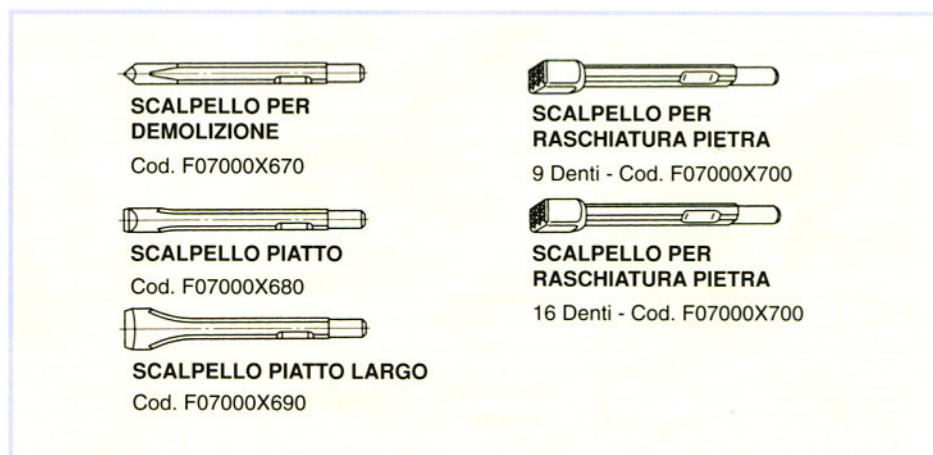 SCALPELLO PER
DEMOLIZIONE
Cod. F07000X670
SCALPELLO PIATTO
Cod. F07000X680
SCALPELLO PIATTO LARGO
Cod. F07000X690
SCALPELLO PER
RASCHIATURA PIETRA
9 Denti - Cod. F07000X700
SCALPELLO PER
RASCHIATURA PIETRA
16 Denti - Cod. F07000X700